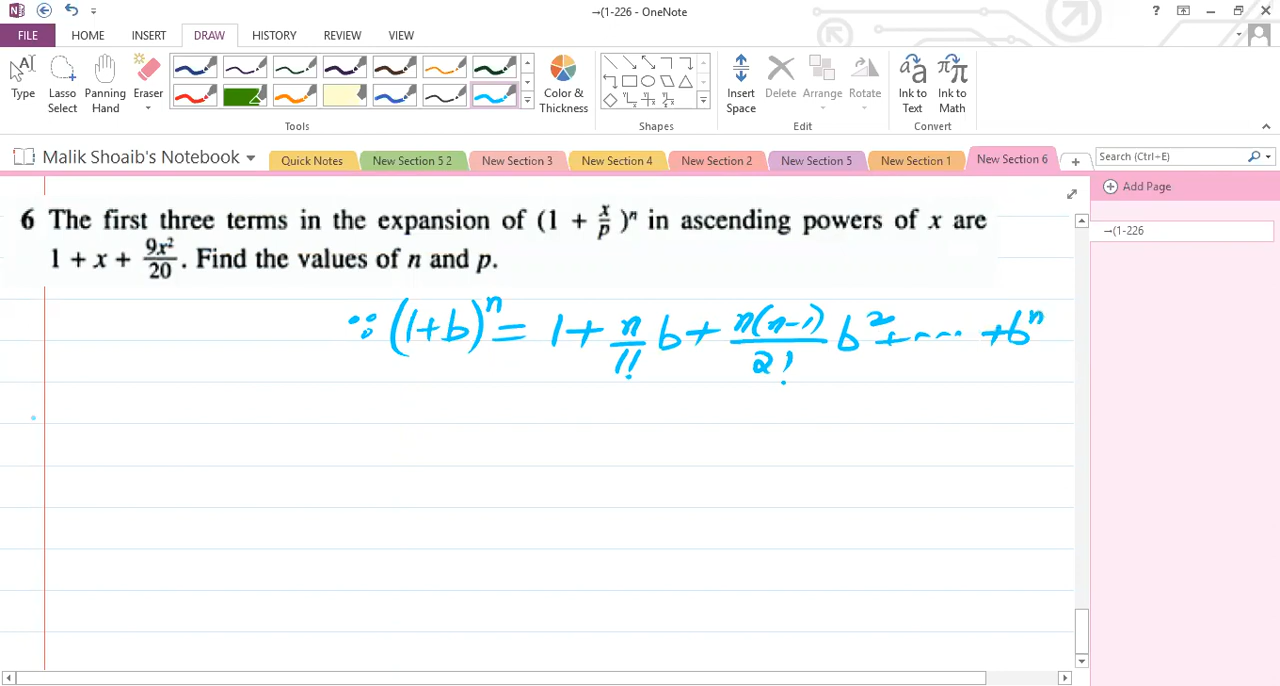 →(1-226 - OneNote
FILE HOME INSERT DRAW HISTORY REVIEW VIEW
Type Lasso Select Panning Hand Eraser Color & Thickness Insert Space Delete Arrange Rotate Ink to Text Ink to Math
Tools Shapes Edit Convert
Malik Shoaib's Notebook Quick Notes New Section 5 2 New Section 3 New Section 4 New Section 2 New Section 5 New Section 1 New Section 6 Search (Ctrl+E)
Add Page
→(1-226
6 The first three terms in the expansion of (1 + x/p)ⁿ in ascending powers of x are
1 + x + 9x²/20. Find the values of n and p.
∵ (1+b)ⁿ = 1 + n/1! b + n(n-1)/2! b² + ---- + bⁿ